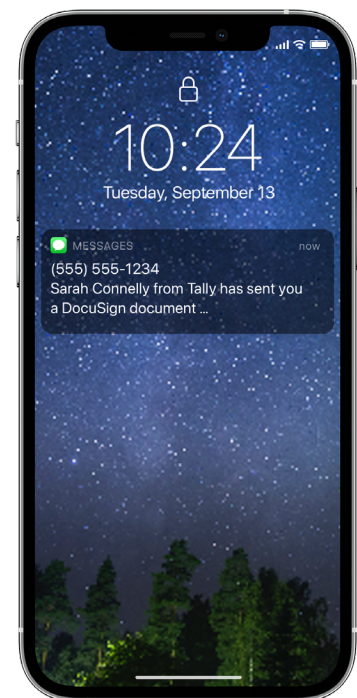 10:24
Tuesday, September 13
MESSAGES now
(555) 555-1234
Sarah Connelly from Tally has sent you
a DocuSign document ...